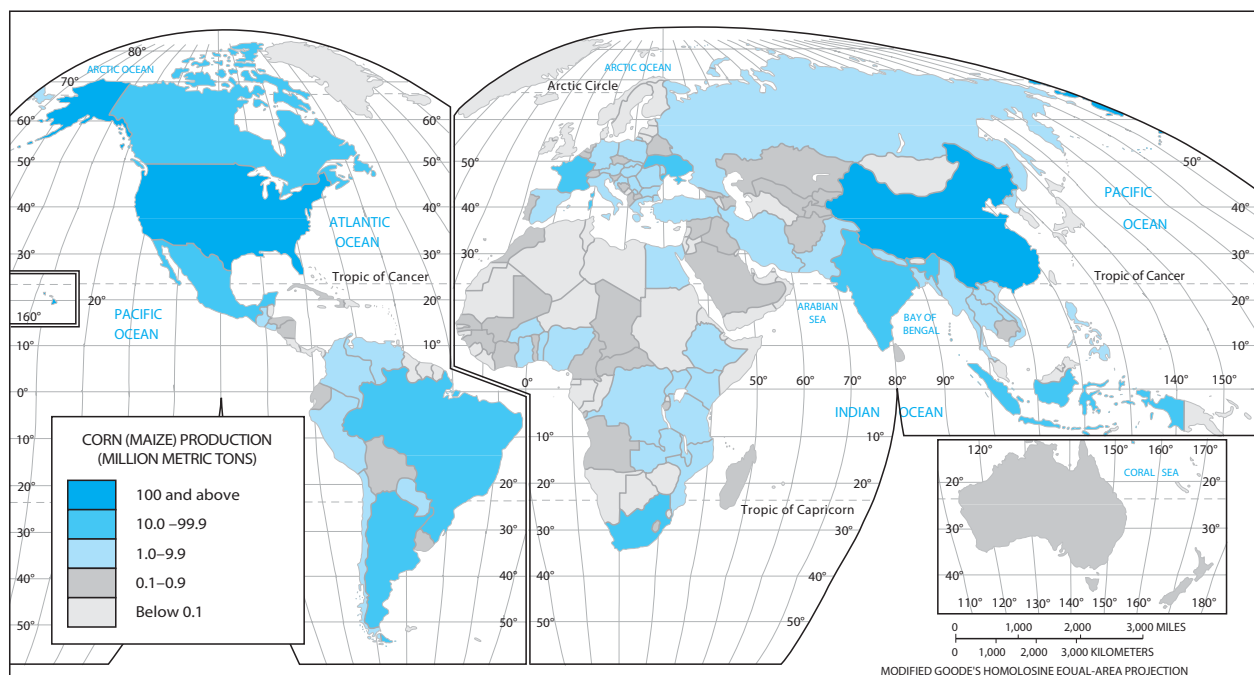 80°
ARCTIC OCEAN
70°
60°
50°
40°
30°
20°
160°
10°
0°
10°
20°
30°
40°
50°
ATLANTIC
OCEAN
Tropic of Cancer
PACIFIC
OCEAN
80°
ARCTIC OCEAN
70°
Arctic Circle
60°
50°
40°
30°
20°
10°
0°
10°
20°
30°
40°
50°
50°
PACIFIC
40°
OCEAN
30°
Tropic of Cancer
20°
10°
ARABIAN
SEA
BAY OF
BENGAL
50°
60°
70°
80°
90°
140°
150°
INDIAN
OCEAN
10°
20°
Tropic of Capricorn
30°
40°
50°
CORN (MAIZE) PRODUCTION
(MILLION METRIC TONS)
100 and above
10.0 –99.9
1.0–9.9
0.1–0.9
Below 0.1
120°
140°
150°
160°
170°
CORAL SEA
20°
20°
30°
30°
40°
40°
110°
120°
130°
140°
150°
160°
180°
0
1,000
2,000
3,000 MILES
0
1,000
2,000
3,000 KILOMETERS
MODIFIED GOODE'S HOMOLOSINE EQUAL-AREA PROJECTION